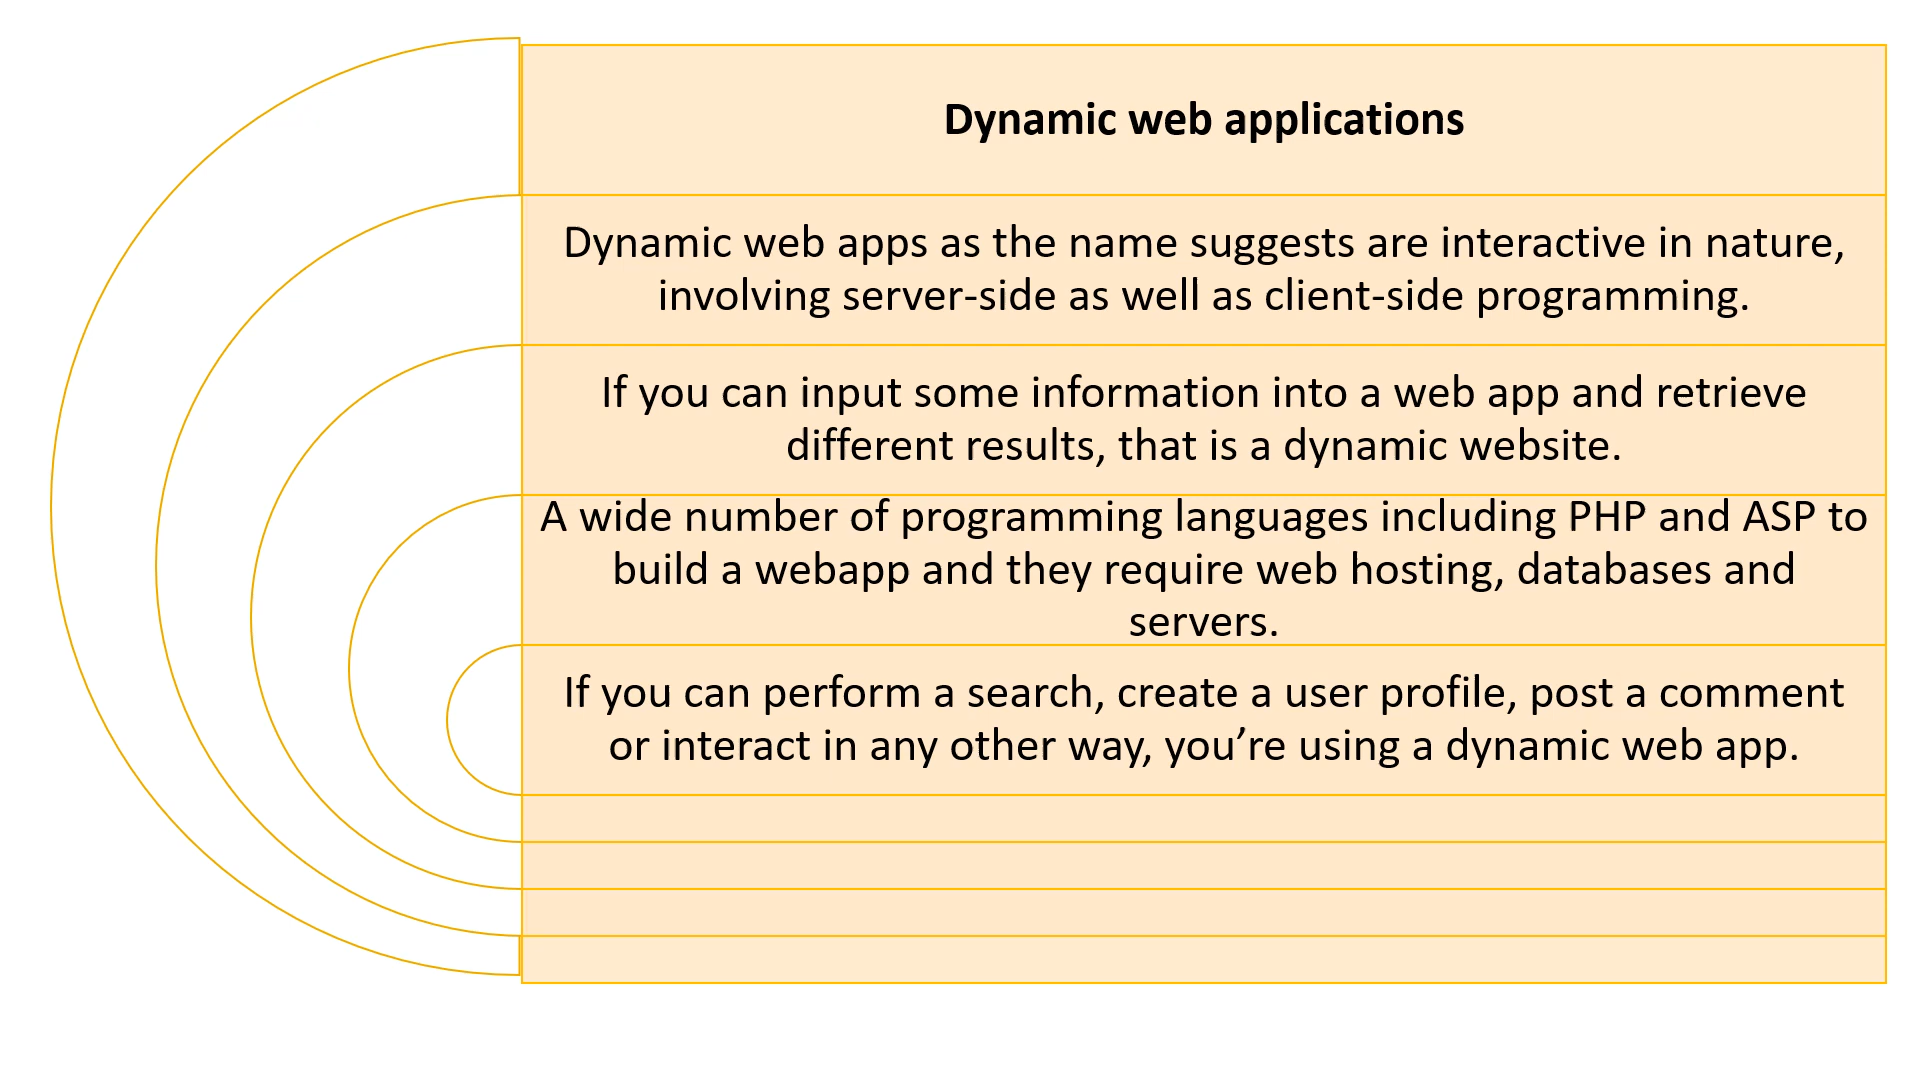 Dynamic web applications
Dynamic web apps as the name suggests are interactive in nature,
involving server-side as well as client-side programming.
If you can input some information into a web app and retrieve
different results, that is a dynamic website.
A wide number of programming languages including PHP and ASP to
build a webapp and they require web hosting, databases and
servers.
If you can perform a search, create a user profile, post a comment
or interact in any other way, you’re using a dynamic web app.